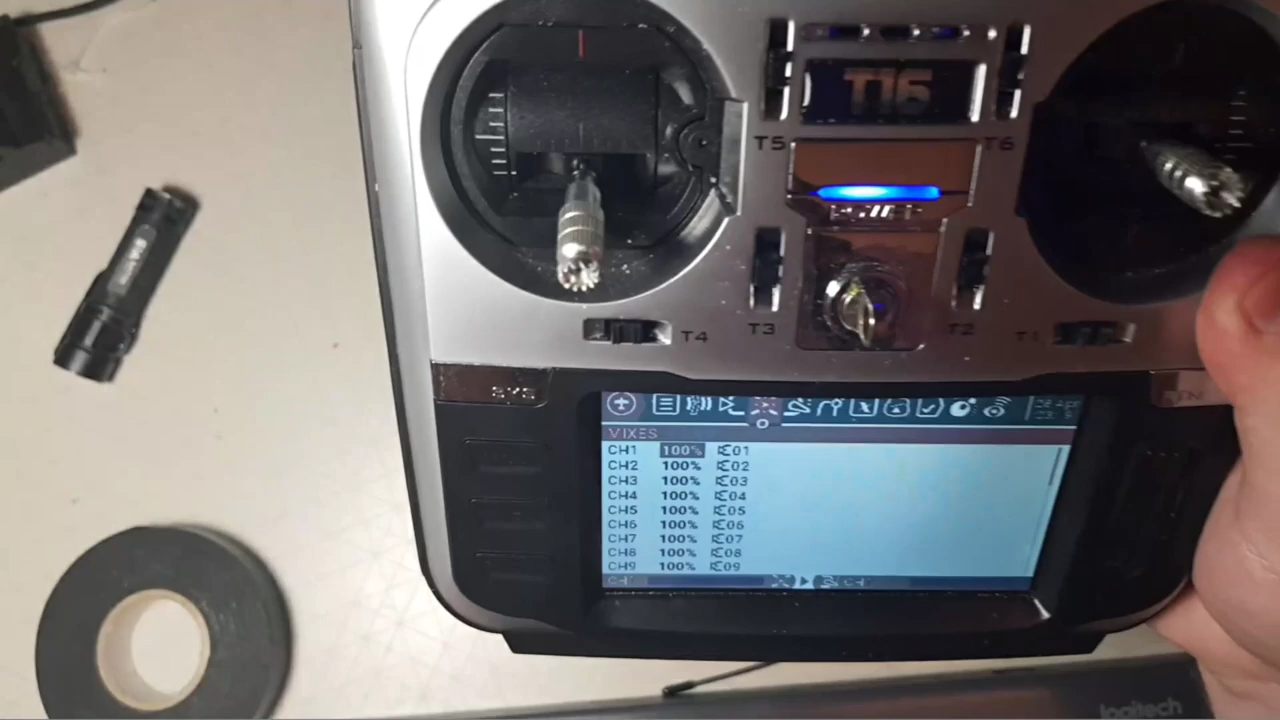 T16
T5
T6
T4
T3
T2
T1
SYS
MIXES
CH1 100% 01
CH2 100% 02
CH3 100% 03
CH4 100% 04
CH5 100% 05
CH6 100% 06
CH7 100% 07
CH8 100% 08
CH9 100% 09
logitech